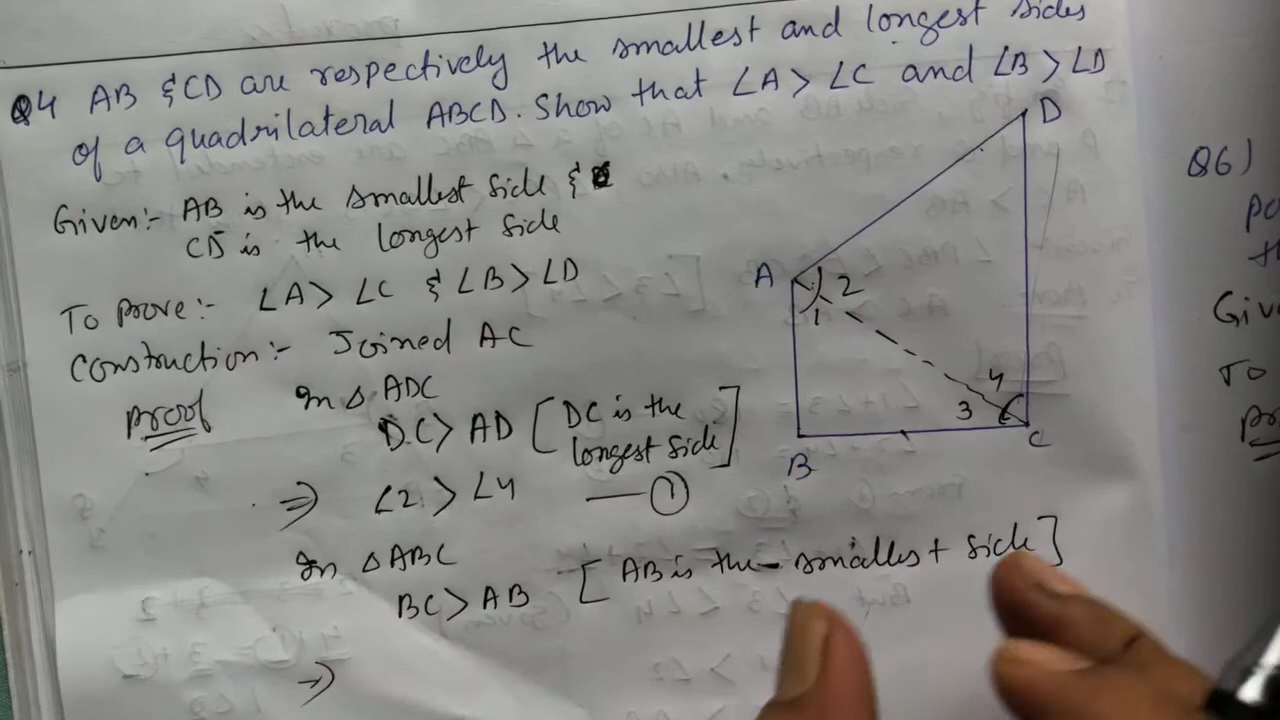 Q4 AB & CD are respectively the smallest and longest sides
of a quadrilateral ABCD. Show that ∠A > ∠C and ∠B > ∠D
Given:- AB is the smallest side &
CD is the longest side
To prove:- ∠A > ∠C & ∠B > ∠D
Construction:- Joined AC
Proof In △ ADC
DC > AD [DC is the
longest side]
⇒ ∠2 > ∠4 — ①
In △ABC
BC > AB [AB is the smallest side]
⇒
D
A 2
1
4
3
B
C
Q6)
Giv
To